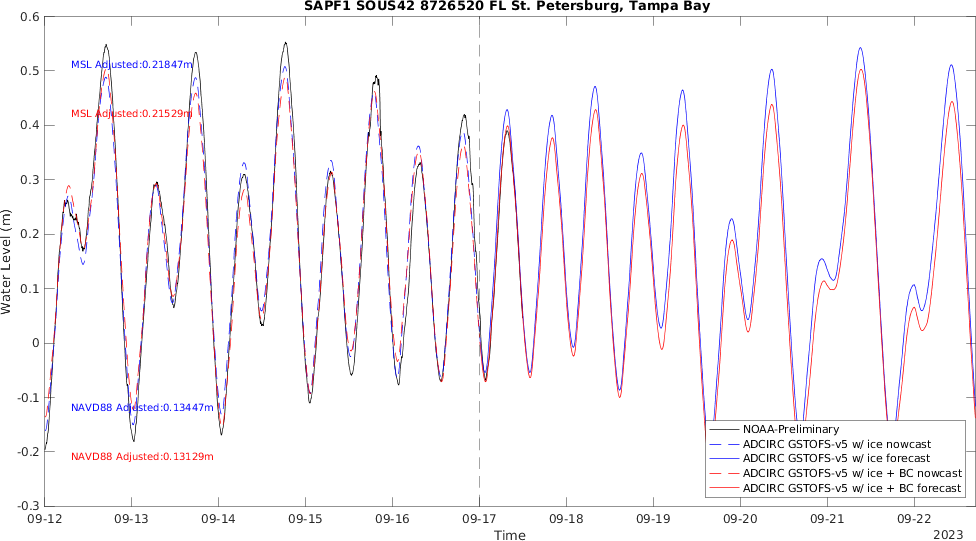 SAPF1 SOUS42 8726520 FL St. Petersburg, Tampa Bay
0.6
0.5
0.4
0.3
0.2
0.1
0
-0.1
-0.2
-0.3
Water Level (m)
MSL Adjusted:0.21847m
MSL Adjusted:0.21529m
NAVD88 Adjusted:0.13447m
NAVD88 Adjusted:0.13129m
NOAA-Preliminary
ADCIRC GSTOFS-v5 w/ ice nowcast
ADCIRC GSTOFS-v5 w/ ice forecast
ADCIRC GSTOFS-v5 w/ ice + BC nowcast
ADCIRC GSTOFS-v5 w/ ice + BC forecast
09-12 09-13 09-14 09-15 09-16 09-17 09-18 09-19 09-20 09-21 09-22
Time
2023